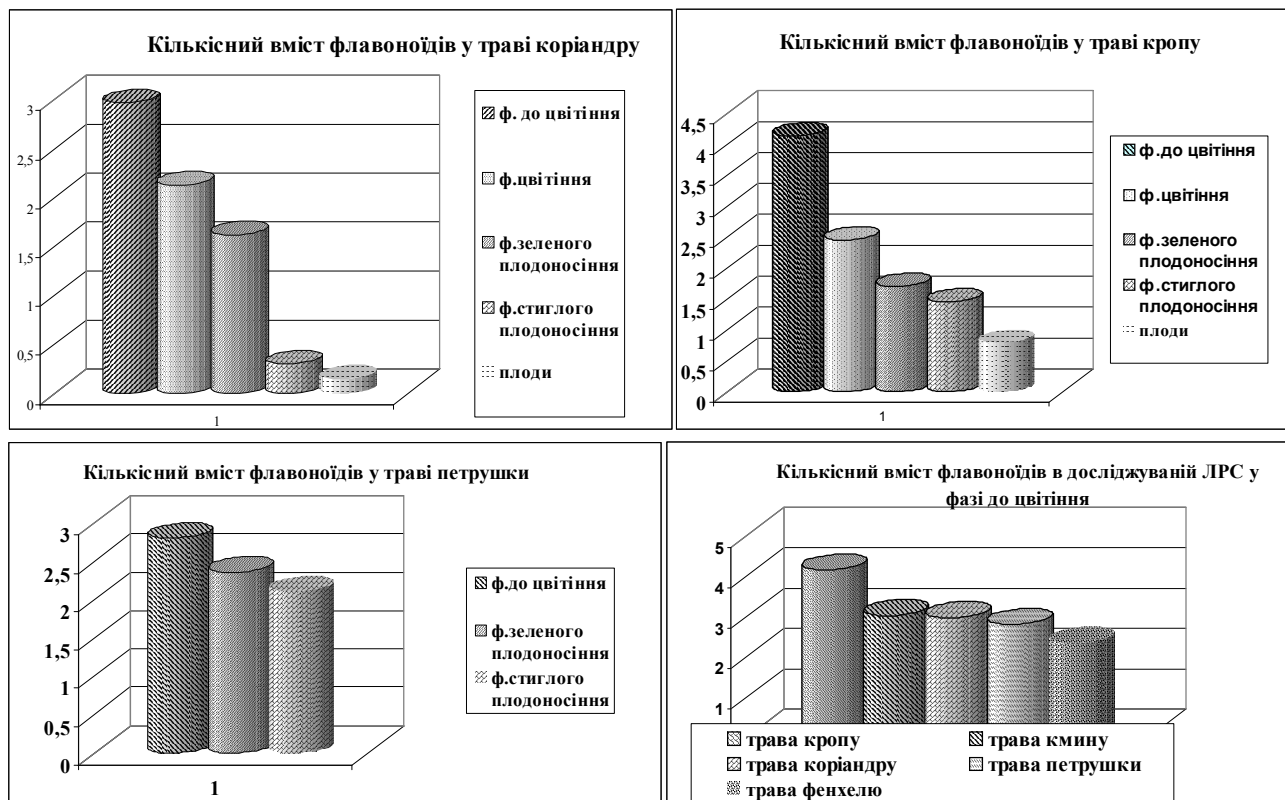 Кількісний вміст флавоноїдів у траві коріандру
3
2,5
2
1,5
1
0,5
0
1
ф. до цвітіння
ф.цвітіння
ф.зеленого
плодоносіння
ф.стиглого
плодоносіння
плоди
Кількісний вміст флавоноїдів у траві кропу
4,5
4
3,5
3
2,5
2
1,5
1
0,5
0
1
ф.до цвітіння
ф.цвітіння
ф.зеленого
плодоносіння
ф.стиглого
плодоносіння
плоди
Кількісний вміст флавоноїдів у траві петрушки
3
2,5
2
1,5
1
0,5
0
1
ф.до цвітіння
ф.зеленого
плодоносіння
ф.стиглого
плодоносіння
Кількісний вміст флавоноїдів в досліджуваній ЛРС у
фазі до цвітіння
5
4
3
2
1
трава кропу
трава кмину
трава коріандру
трава петрушки
трава фенхелю